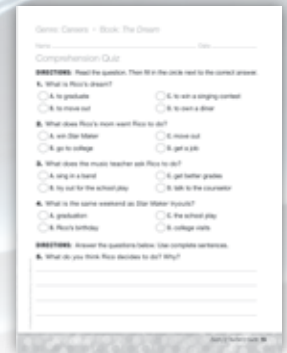 Genre: Careers • Book: The Dream
Name Date
Comprehension Quiz
DIRECTIONS: Read the question. Then fill in the circle next to the correct answer.
1. What is Rico's dream?
A. to graduate C. to win a singing contest
B. to move out D. to own a diner
2. What does Rico's mom want Rico to do?
A. win Star Maker C. move out
B. go to college D. get a job
3. What does the music teacher ask Rico to do?
A. sing in a band C. get better grades
B. try out for the school play D. talk to the counselor
4. What is the same weekend as Star Maker tryouts?
A. graduation C. the school play
B. Rico's birthday D. college visits
DIRECTIONS: Answer the questions below. Use complete sentences.
5. What do you think Rico decides to do? Why?